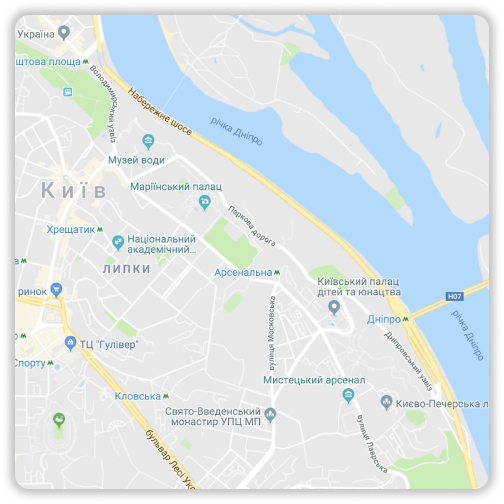 Україна
штова площа
Володимирський узвіз
Набережне шосе
річка Дніпро
Музей води
Маріїнський палац
Київ
Паркова дорога
Хрещатик
Національний
академічний...
ЛИПКИ
Арсенальна
Київський палац
дітей та юнацтва
ринок
H07
річка Дніпро
Дніпро
вулиця Московська
ТЦ "Гулівер"
Спорту
Дніпровський узвіз
Мистецький арсенал
Кловська
Києво-Печерська л
Свято-Введенський
монастир УПЦ МП
вулиця Лаврська
бульвар Лесі Укр